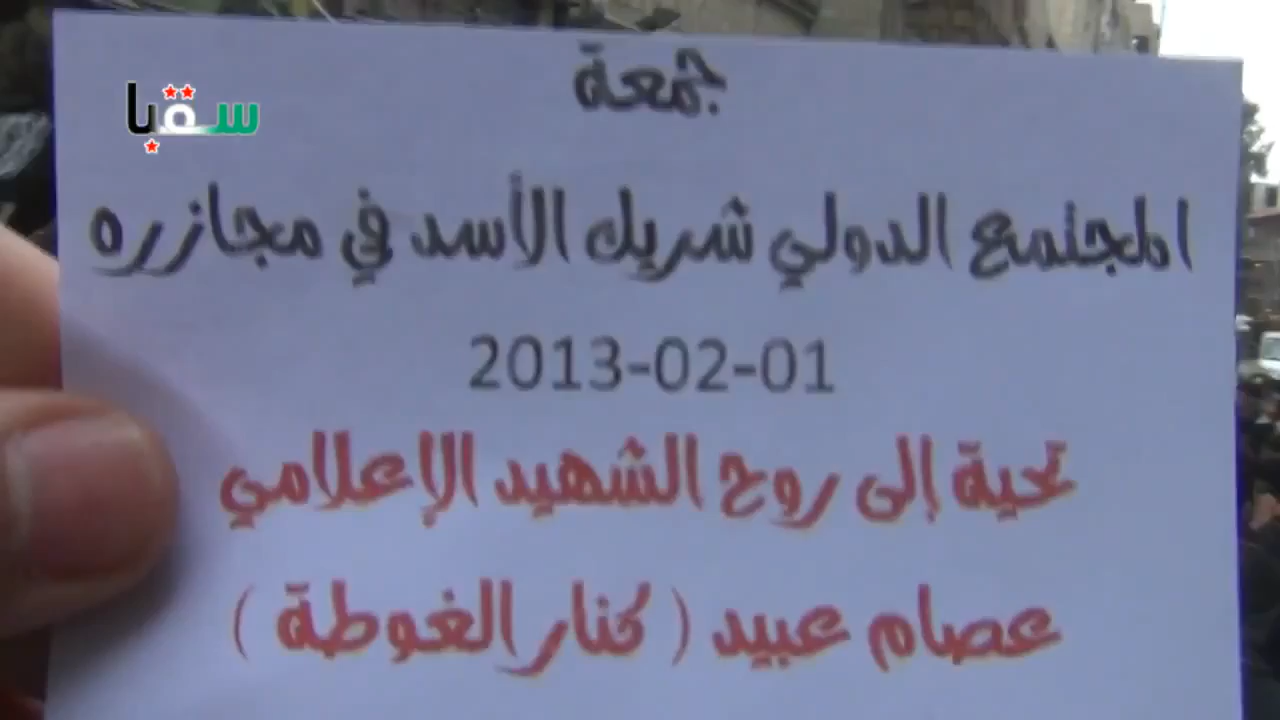 سقبا
جمعة
المجتمع الدولي شريك الأسد في مجازره
2013-02-01
تحية إلى روح الشهيد الإعلامي
عصام عبيد ( كنار الغوطة )